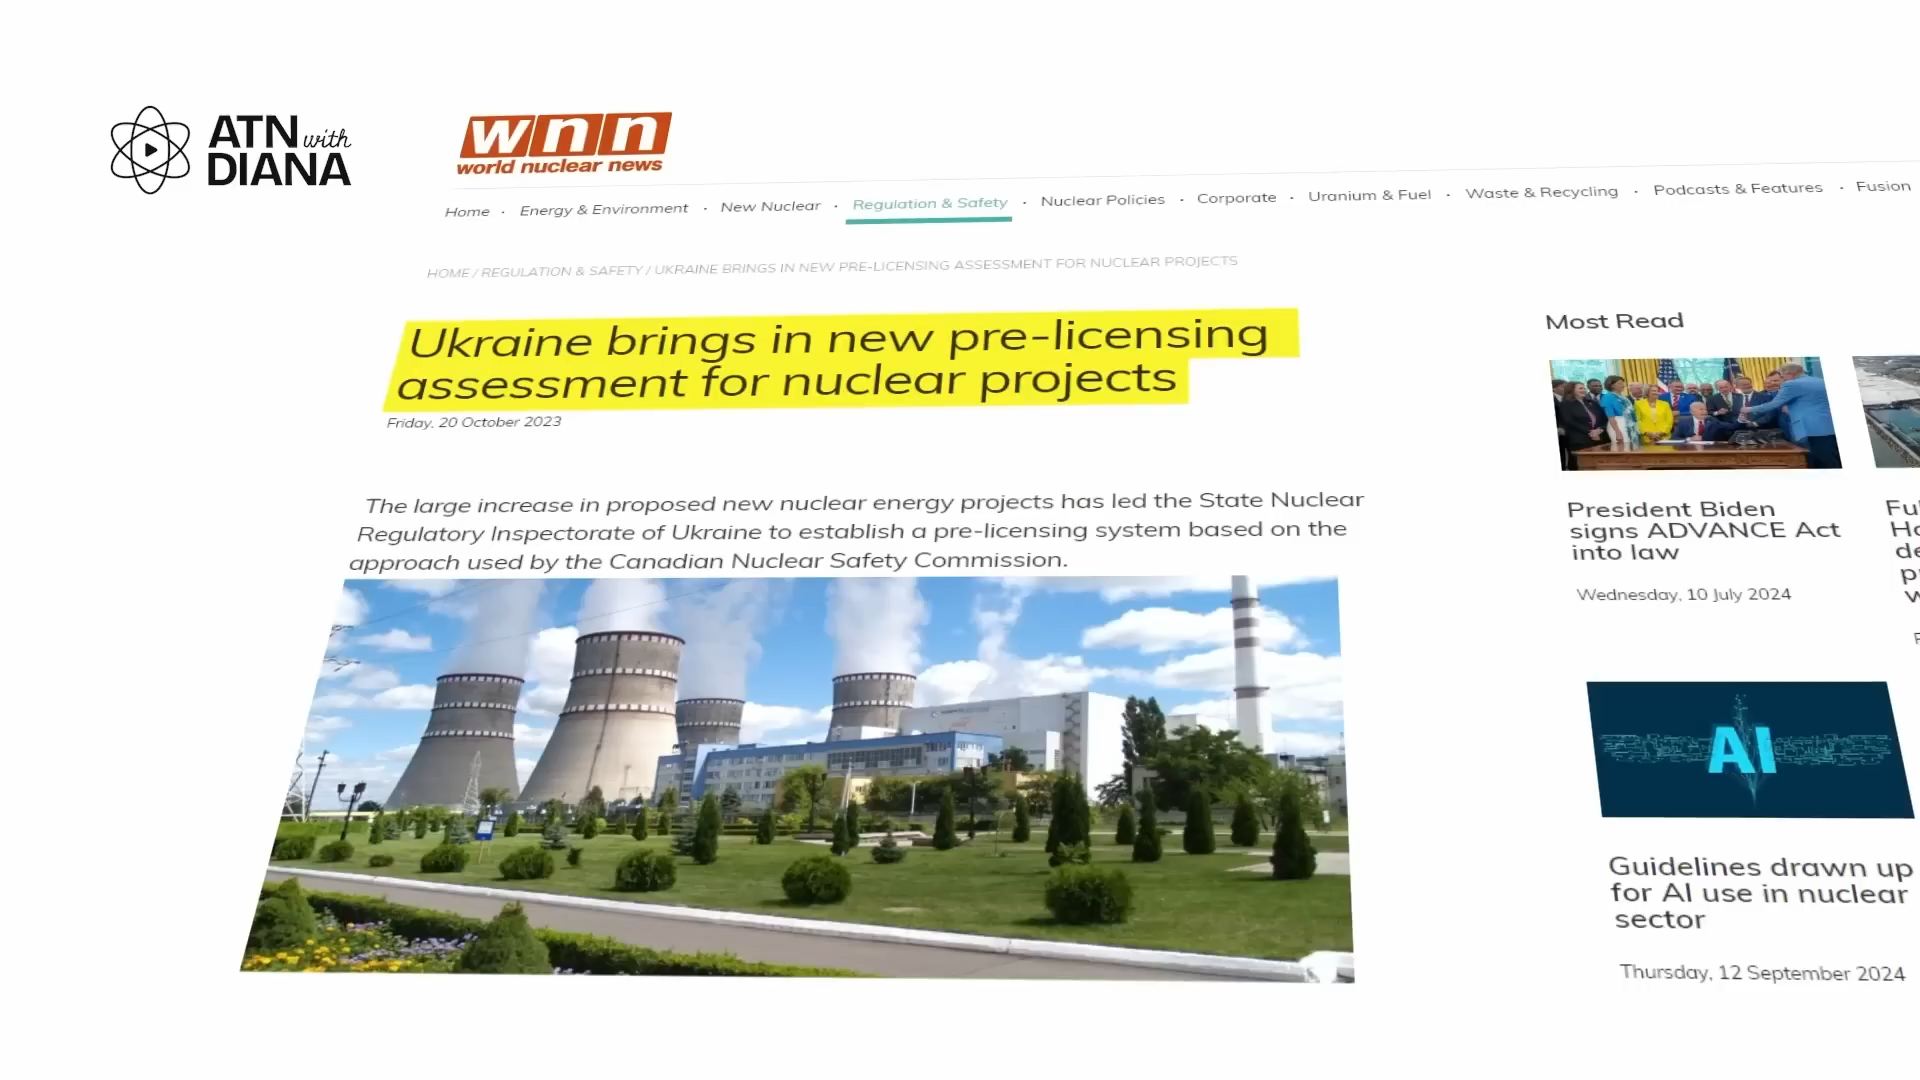 ATN with
DIANA
wnn
world nuclear news
Home · Energy & Environment · New Nuclear · Regulation & Safety · Nuclear Policies · Corporate · Uranium & Fuel · Waste & Recycling · Podcasts & Features · Fusion
HOME / REGULATION & SAFETY / UKRAINE BRINGS IN NEW PRE-LICENSING ASSESSMENT FOR NUCLEAR PROJECTS
Ukraine brings in new pre-licensing
assessment for nuclear projects
Friday, 20 October 2023
The large increase in proposed new nuclear energy projects has led the State Nuclear
Regulatory Inspectorate of Ukraine to establish a pre-licensing system based on the
approach used by the Canadian Nuclear Safety Commission.
Most Read
President Biden
signs ADVANCE Act
into law
Wednesday, 10 July 2024
AI
Guidelines drawn up
for AI use in nuclear
sector
Thursday, 12 September 2024